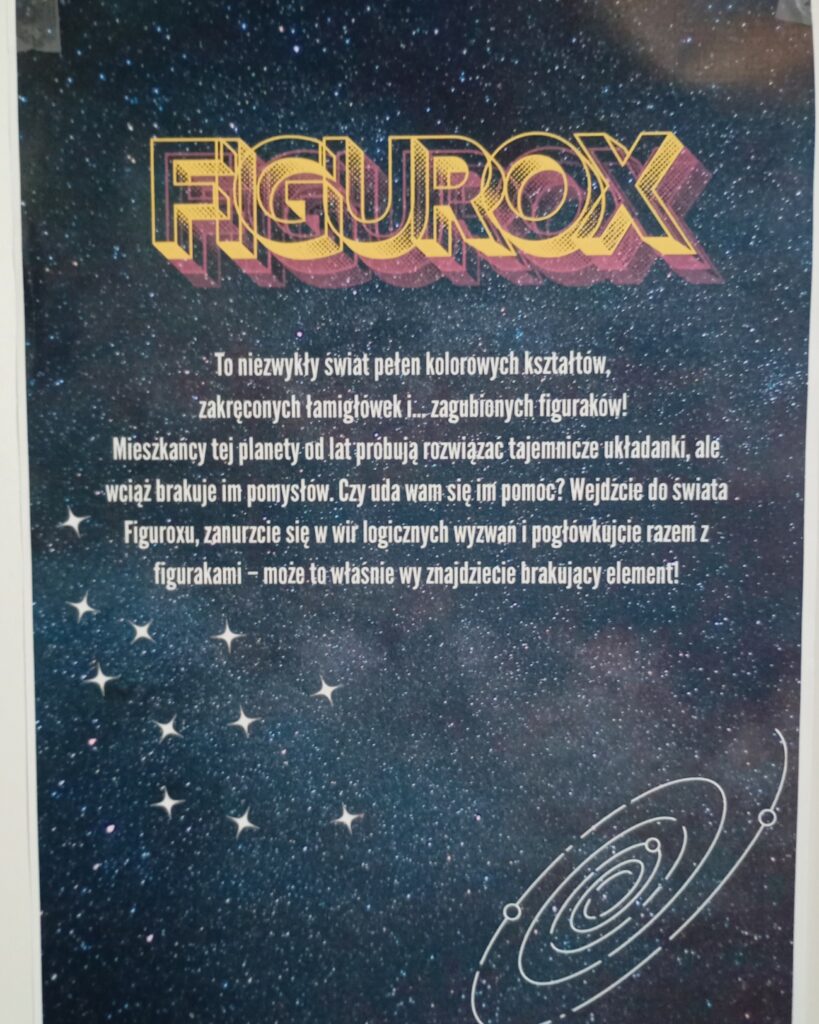 FIGUROX
To niezwykły świat pełen kolorowych kształtów,
zakręconych łamigłówek i... zagubionych figuraków!
Mieszkańcy tej planety od lat próbują rozwiązać tajemnicze układanki, ale
wciąż brakuje im pomysłów. Czy uda wam się im pomóc? Wejdźcie do świata
Figuroxu, zanurzcie się w wir logicznych wyzwań i pogłówkujcie razem z
figurakami – może to właśnie wy znajdziecie brakujący element!